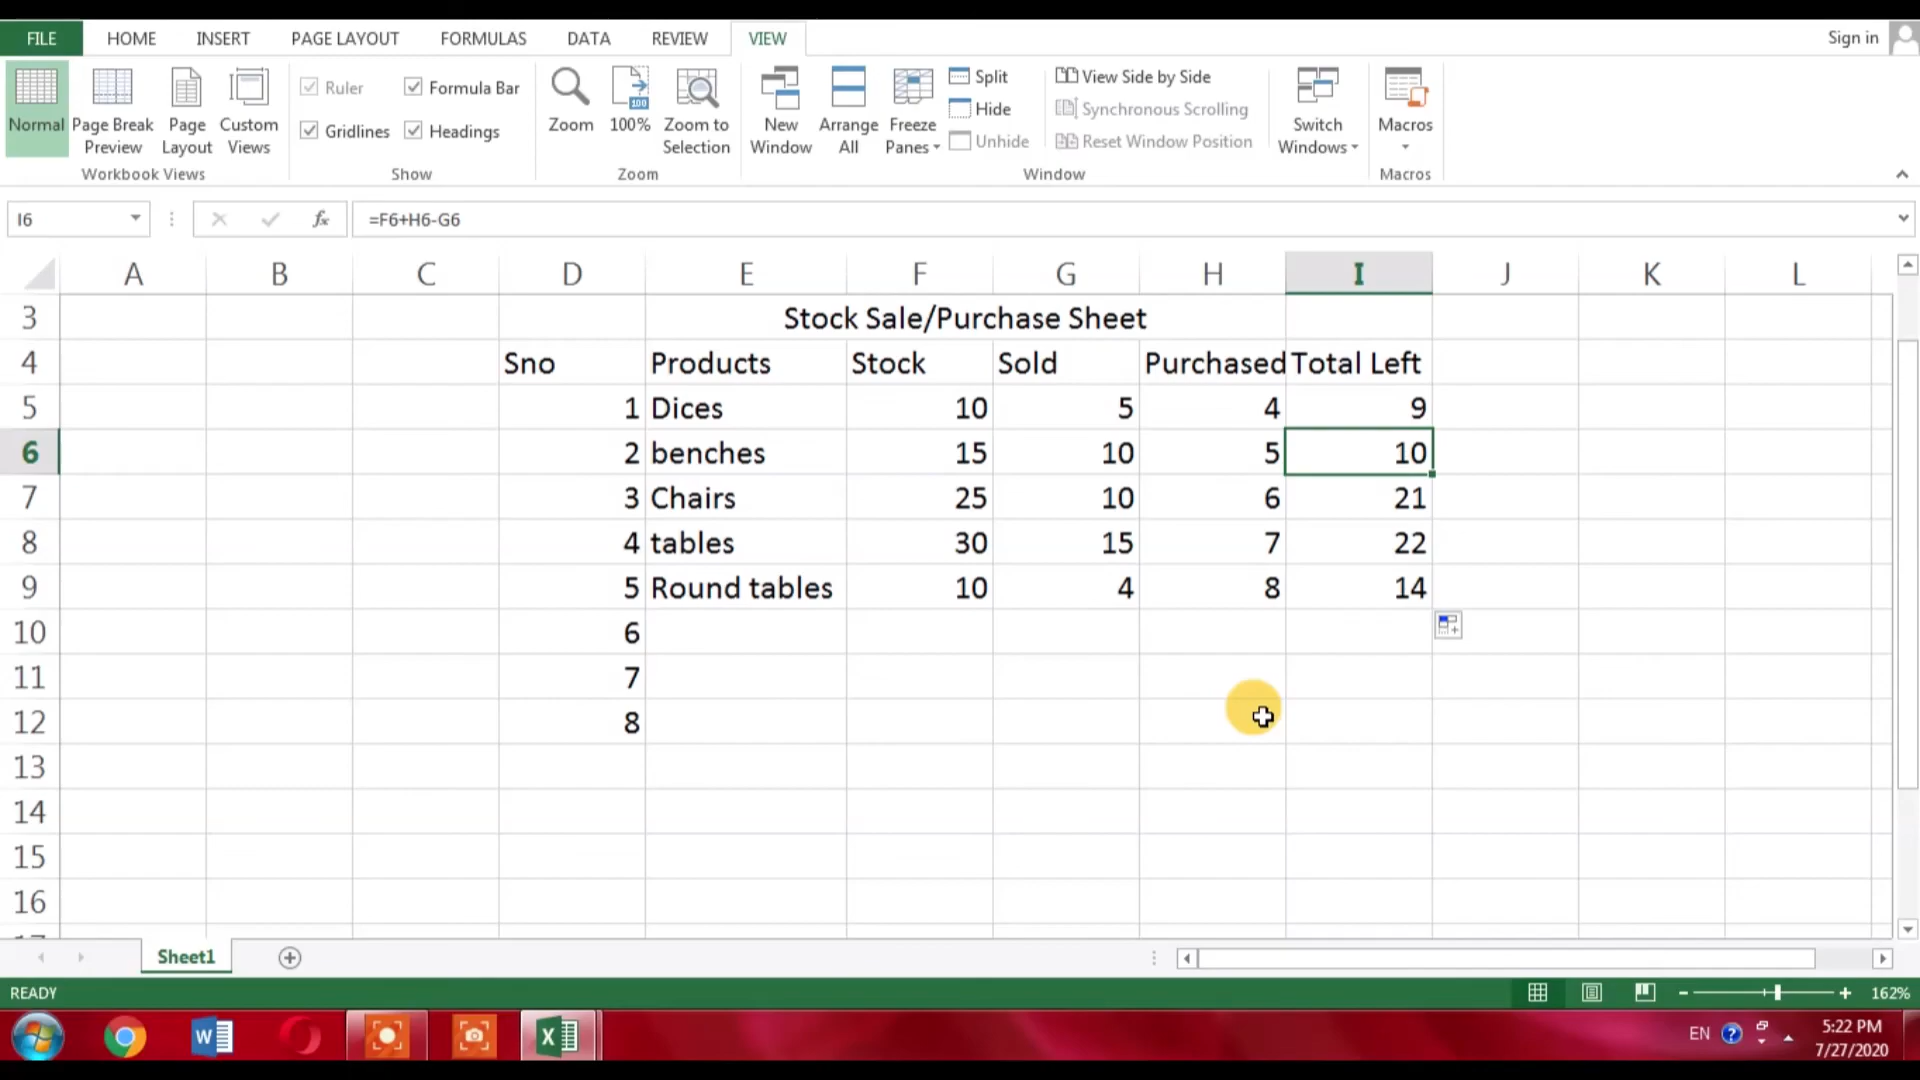 FILE HOME INSERT PAGE LAYOUT FORMULAS DATA REVIEW VIEW Sign in
Normal Page Break Preview Page Layout Custom Views
Workbook Views
Ruler Formula Bar
Gridlines Headings
Show
Zoom 100% Zoom to Selection
Zoom
New Window Arrange All Freeze Panes
Split
Hide
Unhide
View Side by Side
Synchronous Scrolling
Reset Window Position
Switch Windows
Window
Macros
Macros
I6 fx =F6+H6-G6
A B C D E F G H I J K L
3 Stock Sale/Purchase Sheet
4 Sno Products Stock Sold Purchased Total Left
5 1 Dices 10 5 4 9
6 2 benches 15 10 5 10
7 3 Chairs 25 10 6 21
8 4 tables 30 15 7 22
9 5 Round tables 10 4 8 14
10 6
11 7
12 8
13
14
15
16
17
Sheet1
READY 162%
EN 5:22 PM
7/27/2020